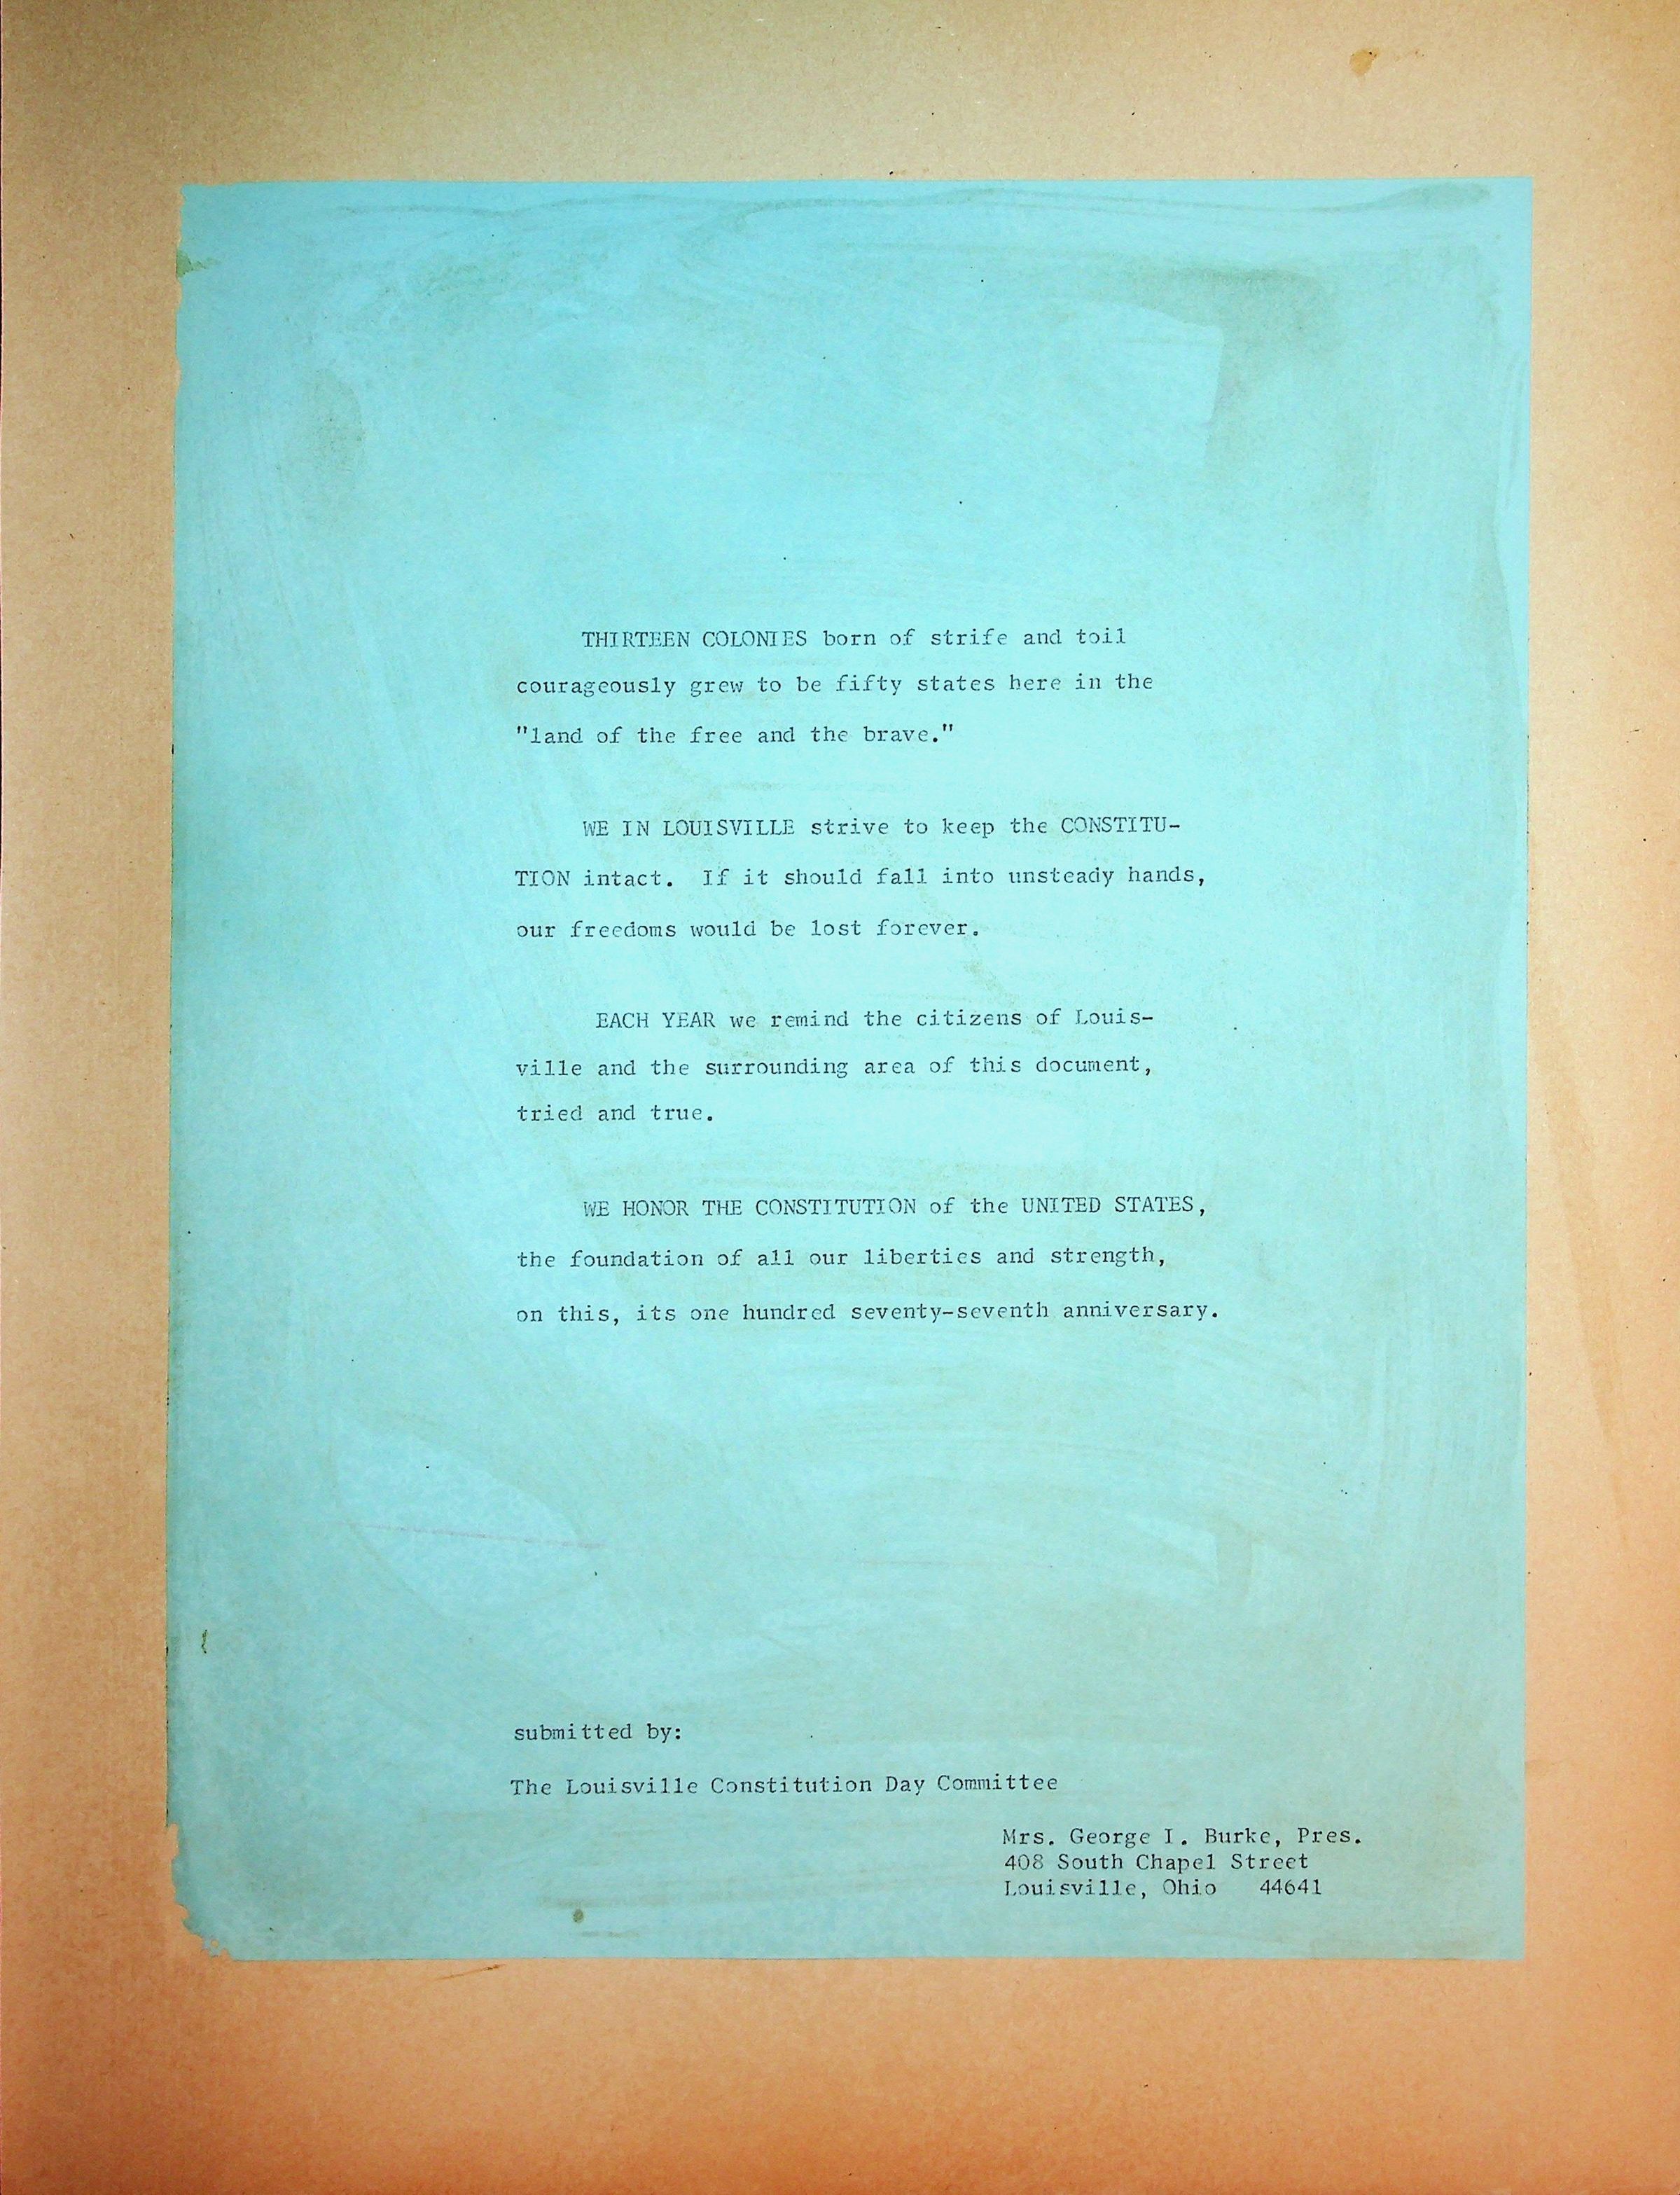 THIRTEEN COLONIES born of strife and toil
courageously grew to be fifty states here in the
"land of the free and the brave."
WE IN LOUISVILLE strive to keep the CONSTITU-
TION intact. If it should fall into unsteady hands,
our freedoms would be lost forever.
EACH YEAR we remind the citizens of Louis-
ville and the surrounding area of this document,
tried and true.
WE HONOR THE CONSTITUTION of the UNITED STATES,
the foundation of all our liberties and strength,
on this, its one hundred seventy-seventh anniversary.
submitted by:
The Louisville Constitution Day Committee
Mrs. George I. Burke, Pres.
408 South Chapel Street
Louisville, Ohio 44641